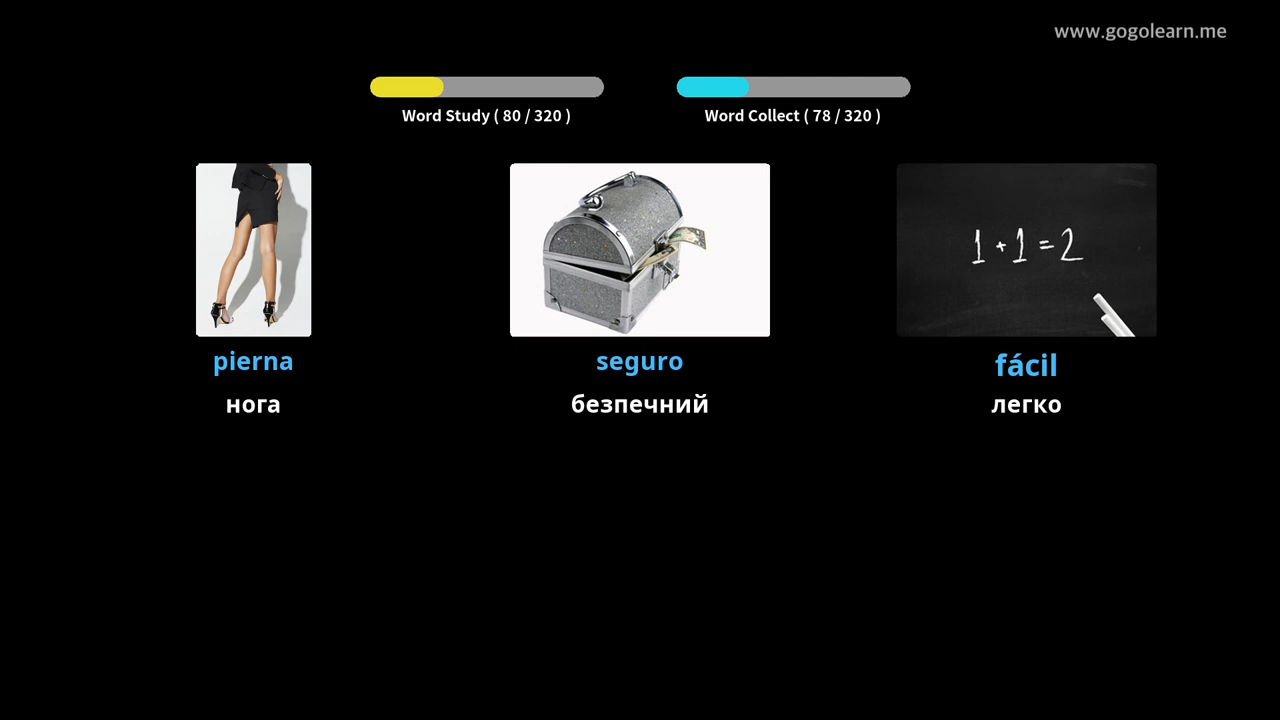 www.gogolearn.me
Word Study ( 80 / 320 )
Word Collect ( 78 / 320 )
1 + 1 = 2
pierna
seguro
fácil
нога
безпечний
легко